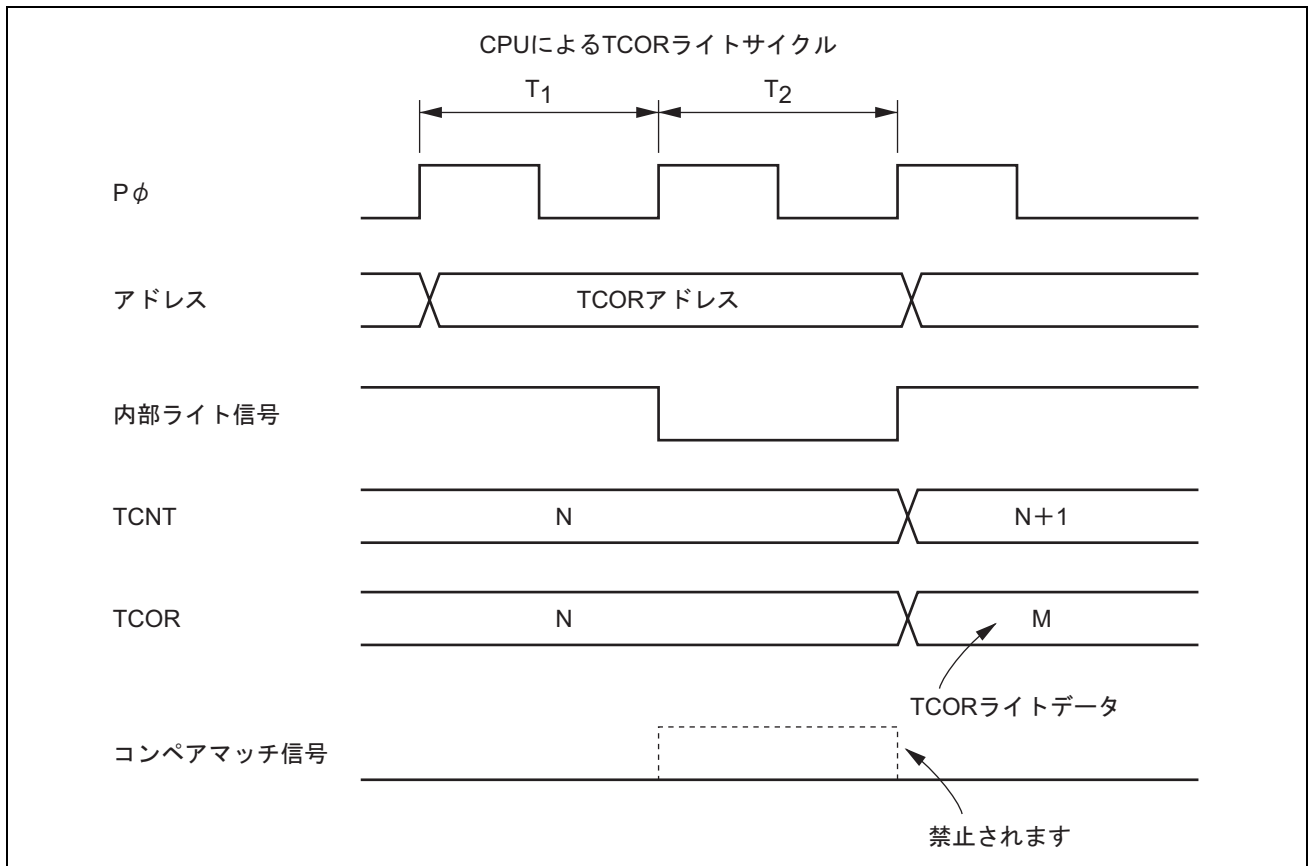 CPUによるTCORライトサイクル
T1 T2
Pφ
アドレス TCORアドレス
内部ライト信号
TCNT N N+1
TCOR N M
TCORライトデータ
コンペアマッチ信号
禁止されます